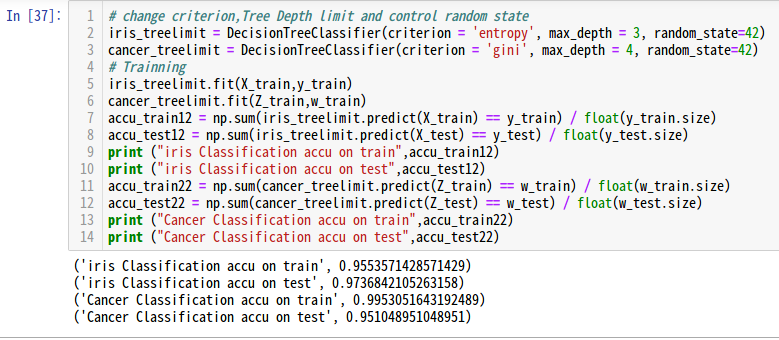 In [37]:
1 # change criterion,Tree Depth limit and control random state
2 iris_treelimit = DecisionTreeClassifier(criterion = 'entropy', max_depth = 3, random_state=42)
3 cancer_treelimit = DecisionTreeClassifier(criterion = 'gini', max_depth = 4, random_state=42)
4 # Trainning
5 iris_treelimit.fit(X_train,y_train)
6 cancer_treelimit.fit(Z_train,w_train)
7 accu_train12 = np.sum(iris_treelimit.predict(X_train) == y_train) / float(y_train.size)
8 accu_test12 = np.sum(iris_treelimit.predict(X_test) == y_test) / float(y_test.size)
9 print ("iris Classification accu on train",accu_train12)
10 print ("iris Classification accu on test",accu_test12)
11 accu_train22 = np.sum(cancer_treelimit.predict(Z_train) == w_train) / float(w_train.size)
12 accu_test22 = np.sum(cancer_treelimit.predict(Z_test) == w_test) / float(w_test.size)
13 print ("Cancer Classification accu on train",accu_train22)
14 print ("Cancer Classification accu on test",accu_test22)
('iris Classification accu on train', 0.9553571428571429)
('iris Classification accu on test', 0.9736842105263158)
('Cancer Classification accu on train', 0.9953051643192489)
('Cancer Classification accu on test', 0.951048951048951)